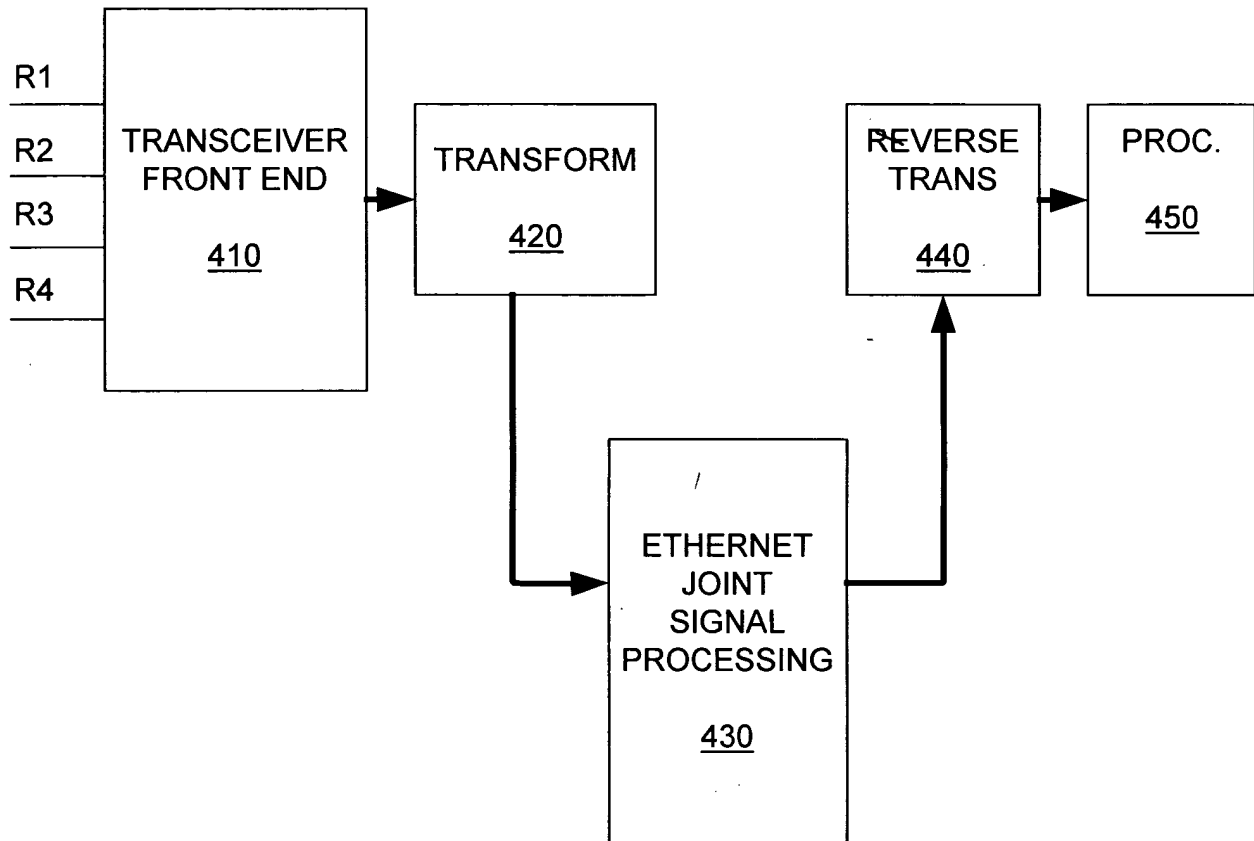 R1
R2
R3
R4
TRANSCEIVER
FRONT END
410
TRANSFORM
420
REVERSE
TRANS
440
PROC.
450
ETHERNET
JOINT
SIGNAL
PROCESSING
430